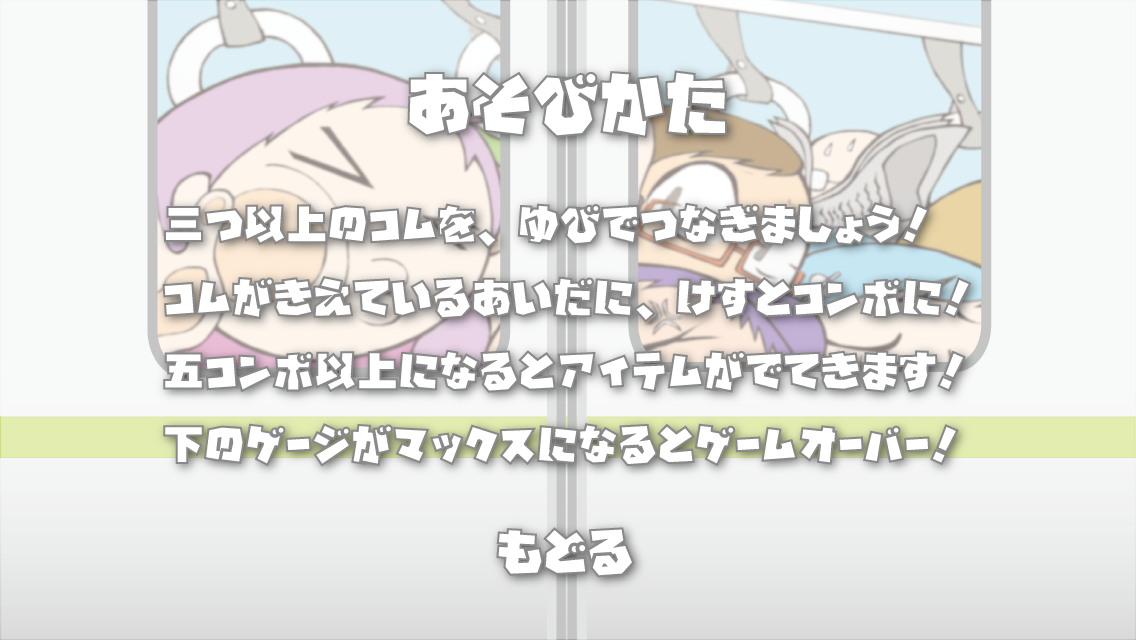 あそびかた
三つ以上のコムを、ゆびでつなぎましょう!
コムがきえているあいだに、けすとコンボに!
五コンボ以上になるとアイテムがでてきます!
下のゲージがマックスになるとゲームオーバー!
もどる